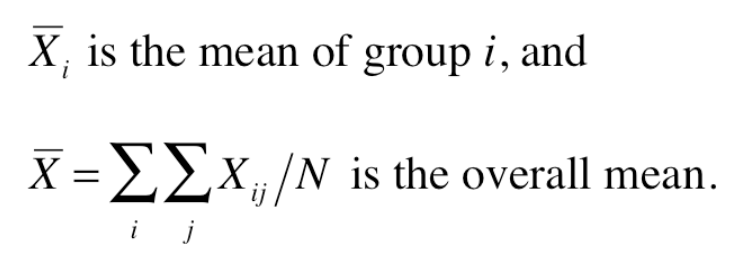 X̅ᵢ is the mean of group i, and
X̅ = ∑ᵢ ∑ⱼ Xᵢⱼ/N is the overall mean.